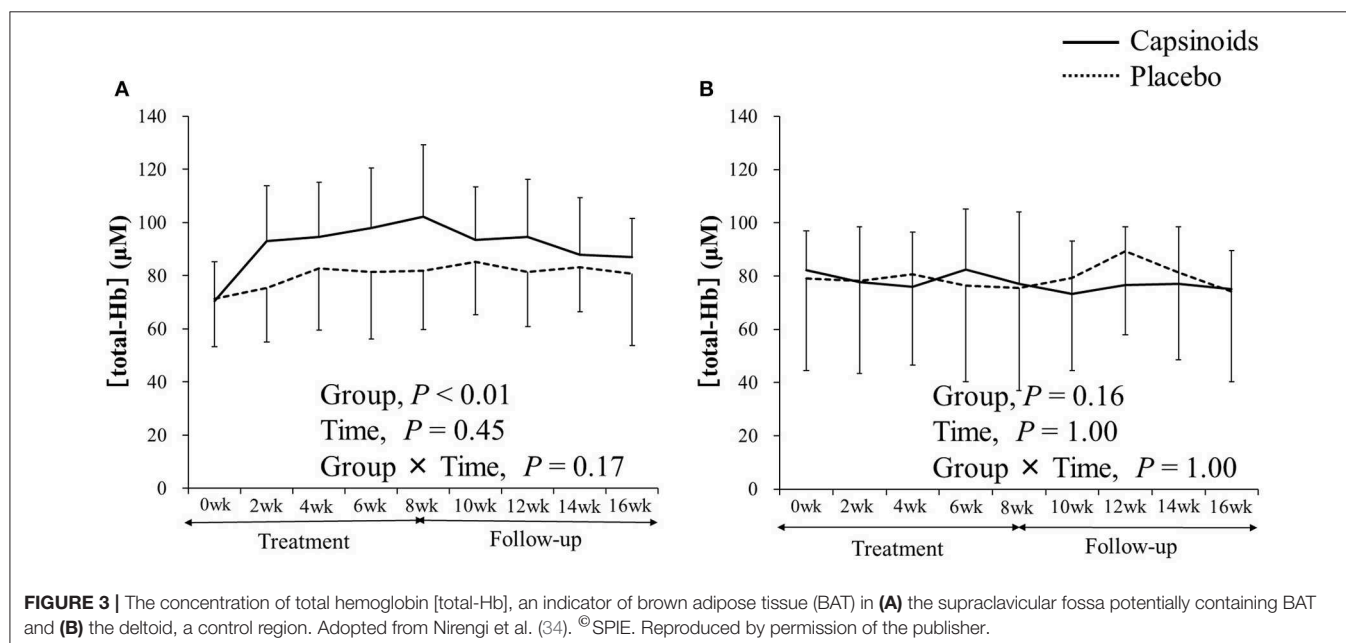 Capsinoids
Placebo
A
[total-Hb] (μM)
140
120
100
80
60
40
20
0
0wk 2wk 4wk 6wk 8wk 10wk 12wk 14wk 16wk
Treatment Follow-up
Group, P < 0.01
Time, P = 0.45
Group × Time, P = 0.17
B
[total-Hb] (μM)
140
120
100
80
60
40
20
0
0wk 2wk 4wk 6wk 8wk 10wk 12wk 14wk 16wk
Treatment Follow-up
Group, P = 0.16
Time, P = 1.00
Group × Time, P = 1.00
FIGURE 3 | The concentration of total hemoglobin [total-Hb], an indicator of brown adipose tissue (BAT) in (A) the supraclavicular fossa potentially containing BAT
and (B) the deltoid, a control region. Adopted from Nirengi et al. (34). ©SPIE. Reproduced by permission of the publisher.